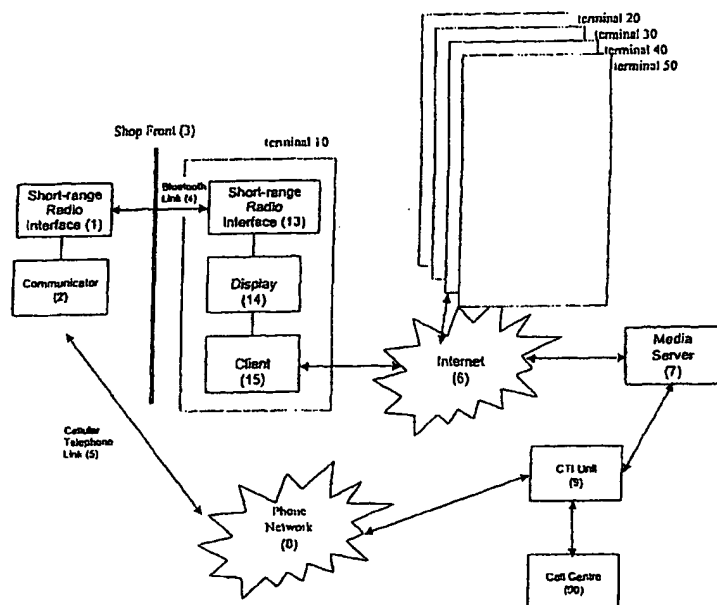 terminal 20
terminal 30
terminal 40
terminal 50
Shop Front (3)
terminal 10
Short-range
Radio
Interface (1)
Bluetooth
Link (4)
Short-range
Radio
Interface (13)
Communicator
(2)
Display
(14)
Client
(15)
Internet
(6)
Media
Server
(7)
Cellular
Telephone
Link (5)
Phone
Network
(8)
CTI Unit
(9)
Call Centre
(90)